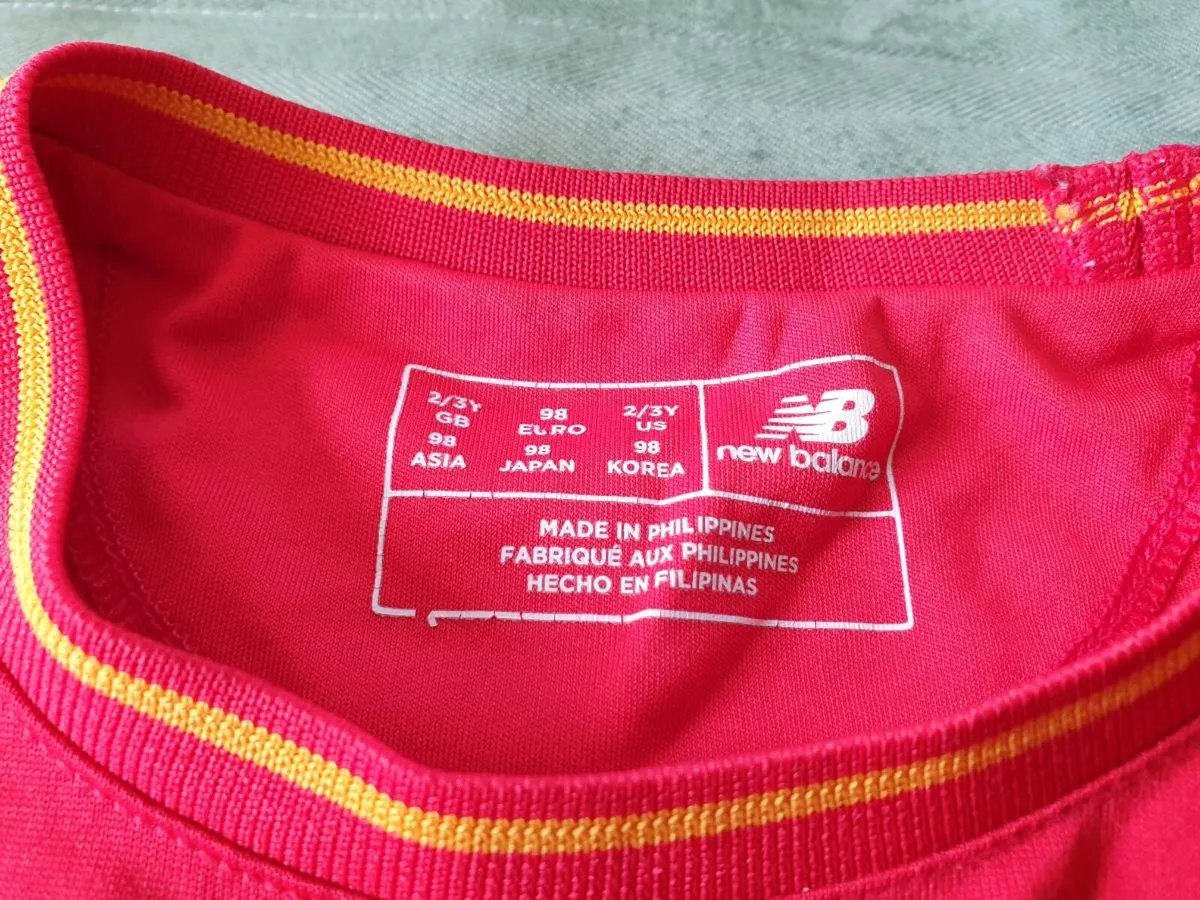 2/3Y 98 2/3Y
GB EURO US
98 98 98
ASIA JAPAN KOREA
NB
new balance
MADE IN PHILIPPINES
FABRIQUÉ AUX PHILIPPINES
HECHO EN FILIPINAS